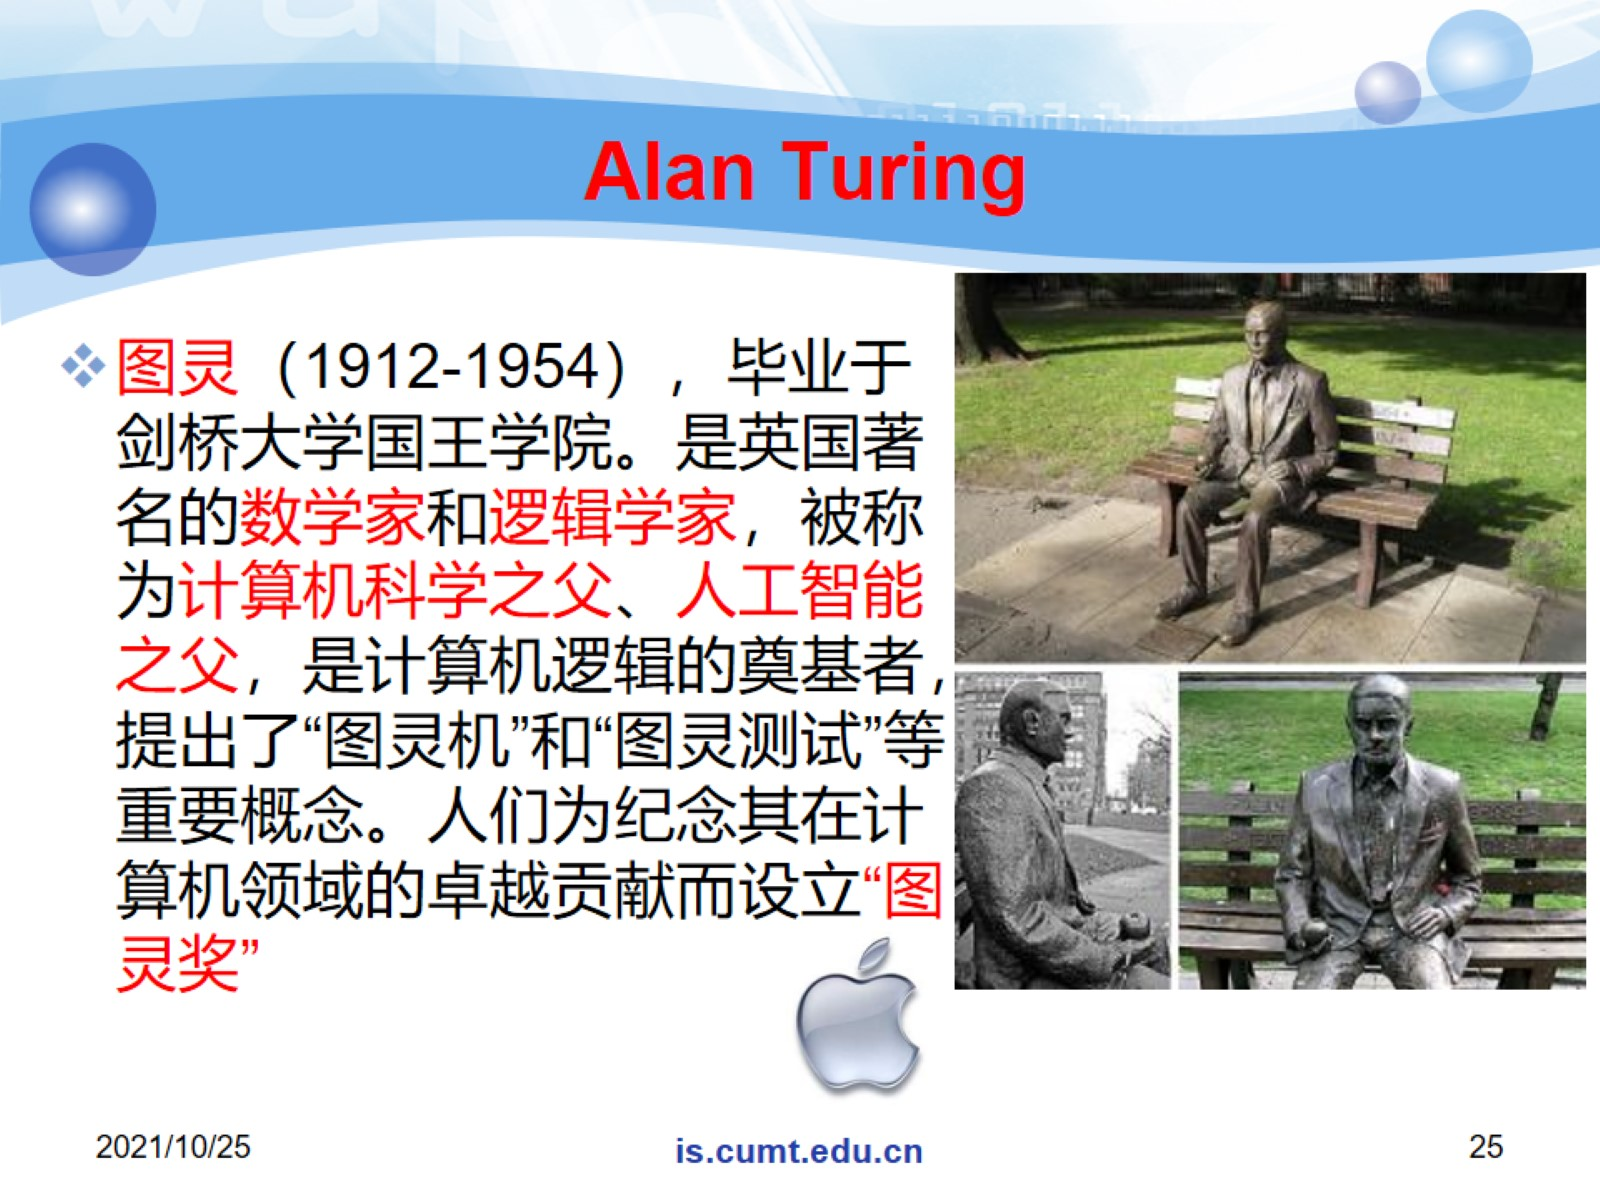 Alan Turing
图灵（1912-1954），毕业于
剑桥大学国王学院。是英国著
名的数学家和逻辑学家，被称
为计算机科学之父、人工智能
之父，是计算机逻辑的奠基者，
提出了“图灵机”和“图灵测试”等
重要概念。人们为纪念其在计
算机领域的卓越贡献而设立“图
灵奖”
2021/10/25
is.cumt.edu.cn
25